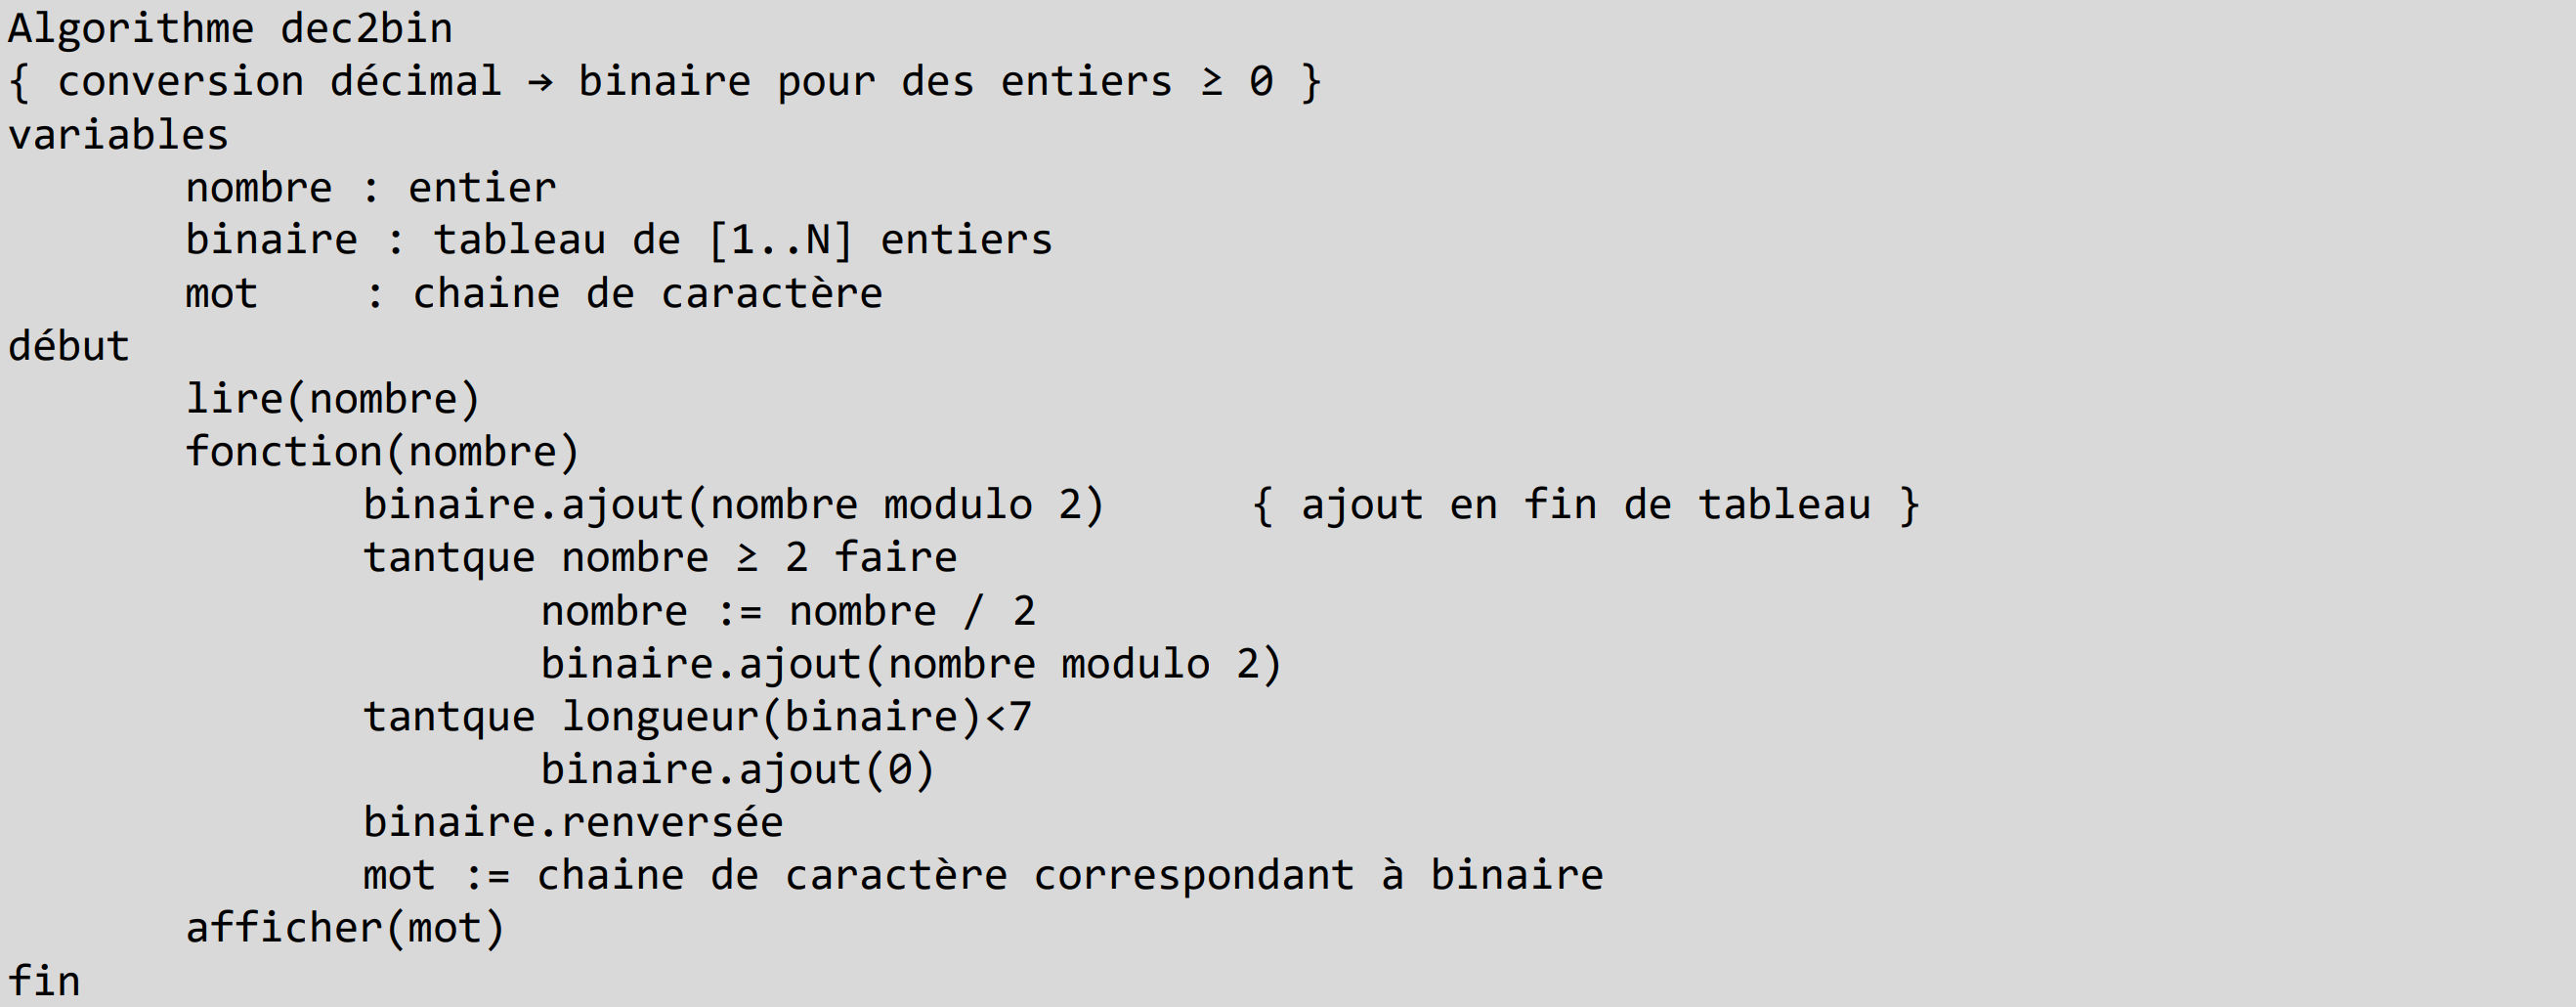 Algorithme dec2bin
{ conversion décimal → binaire pour des entiers ≥ 0 }
variables
nombre : entier
binaire : tableau de [1..N] entiers
mot : chaine de caractère
début
lire(nombre)
fonction(nombre)
binaire.ajout(nombre modulo 2) { ajout en fin de tableau }
tantque nombre ≥ 2 faire
nombre := nombre / 2
binaire.ajout(nombre modulo 2)
tantque longueur(binaire)<7
binaire.ajout(0)
binaire.renversée
mot := chaine de caractère correspondant à binaire
afficher(mot)
fin